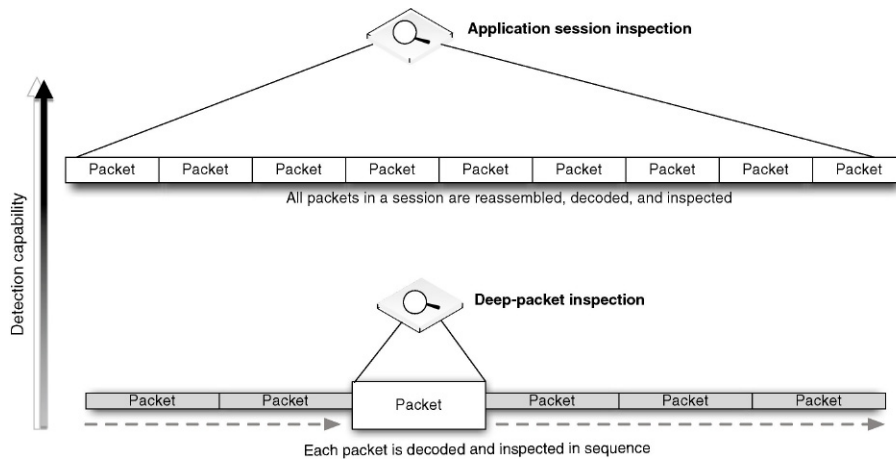 Application session inspection
Packet Packet Packet Packet Packet Packet Packet Packet Packet
All packets in a session are reassembled, decoded, and inspected
Detection capability
Deep-packet inspection
Packet Packet Packet Packet Packet Packet
Each packet is decoded and inspected in sequence